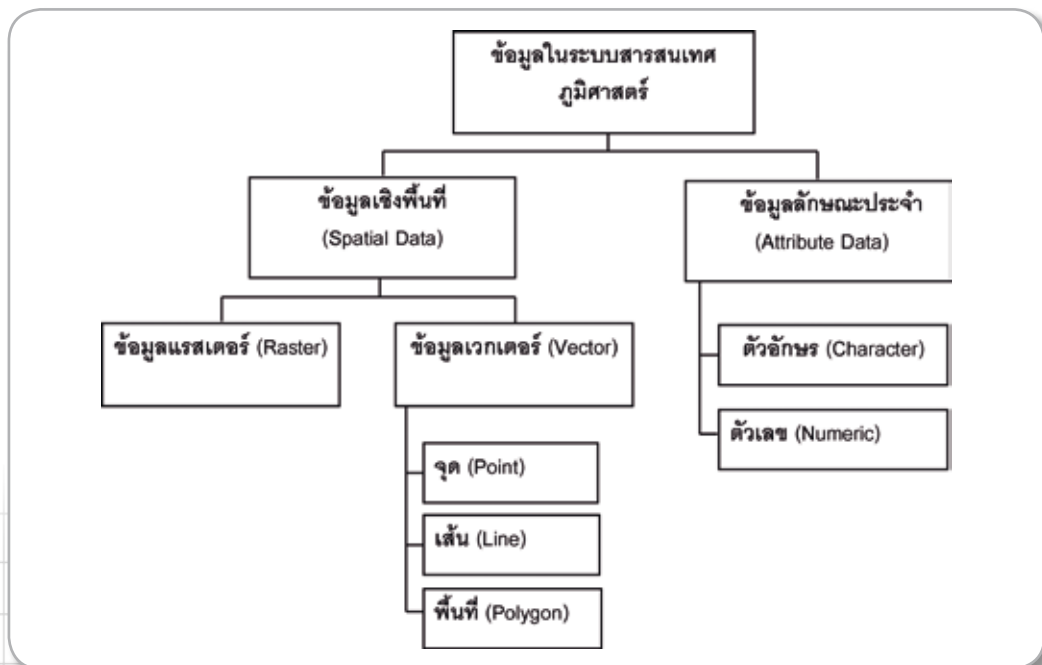 ข้อมูลในระบบสารสนเทศ
ภูมิศาสตร์
ข้อมูลเชิงพื้นที่
(Spatial Data)
ข้อมูลลักษณะประจำ
(Attribute Data)
ข้อมูลแรสเตอร์ (Raster)
ข้อมูลเวกเตอร์ (Vector)
ตัวอักษร (Character)
ตัวเลข (Numeric)
จุด (Point)
เส้น (Line)
พื้นที่ (Polygon)